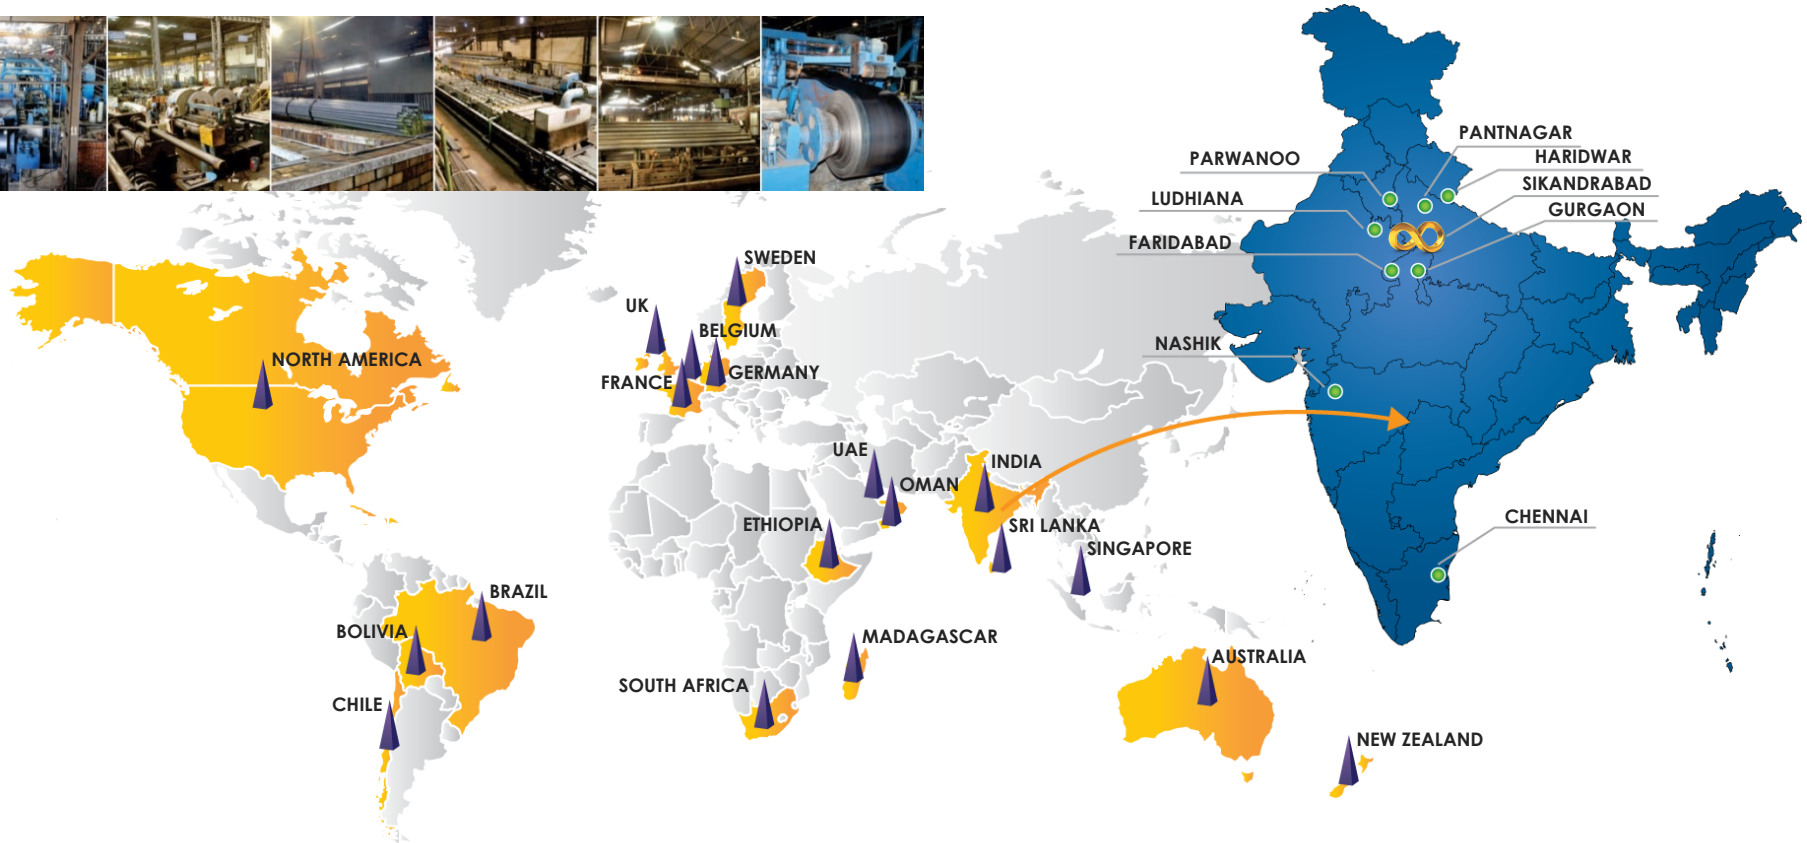 PANTNAGAR
PARWANOO
HARIDWAR
SIKANDRABAD
LUDHIANA
GURGAON
FARIDABAD
SWEDEN
UK
BELGIUM
NASHIK
NORTH AMERICA
GERMANY
FRANCE
UAE
INDIA
OMAN
CHENNAI
ETHIOPIA
SRI LANKA
SINGAPORE
BRAZIL
BOLIVIA
MADAGASCAR
AUSTRALIA
SOUTH AFRICA
CHILE
NEW ZEALAND